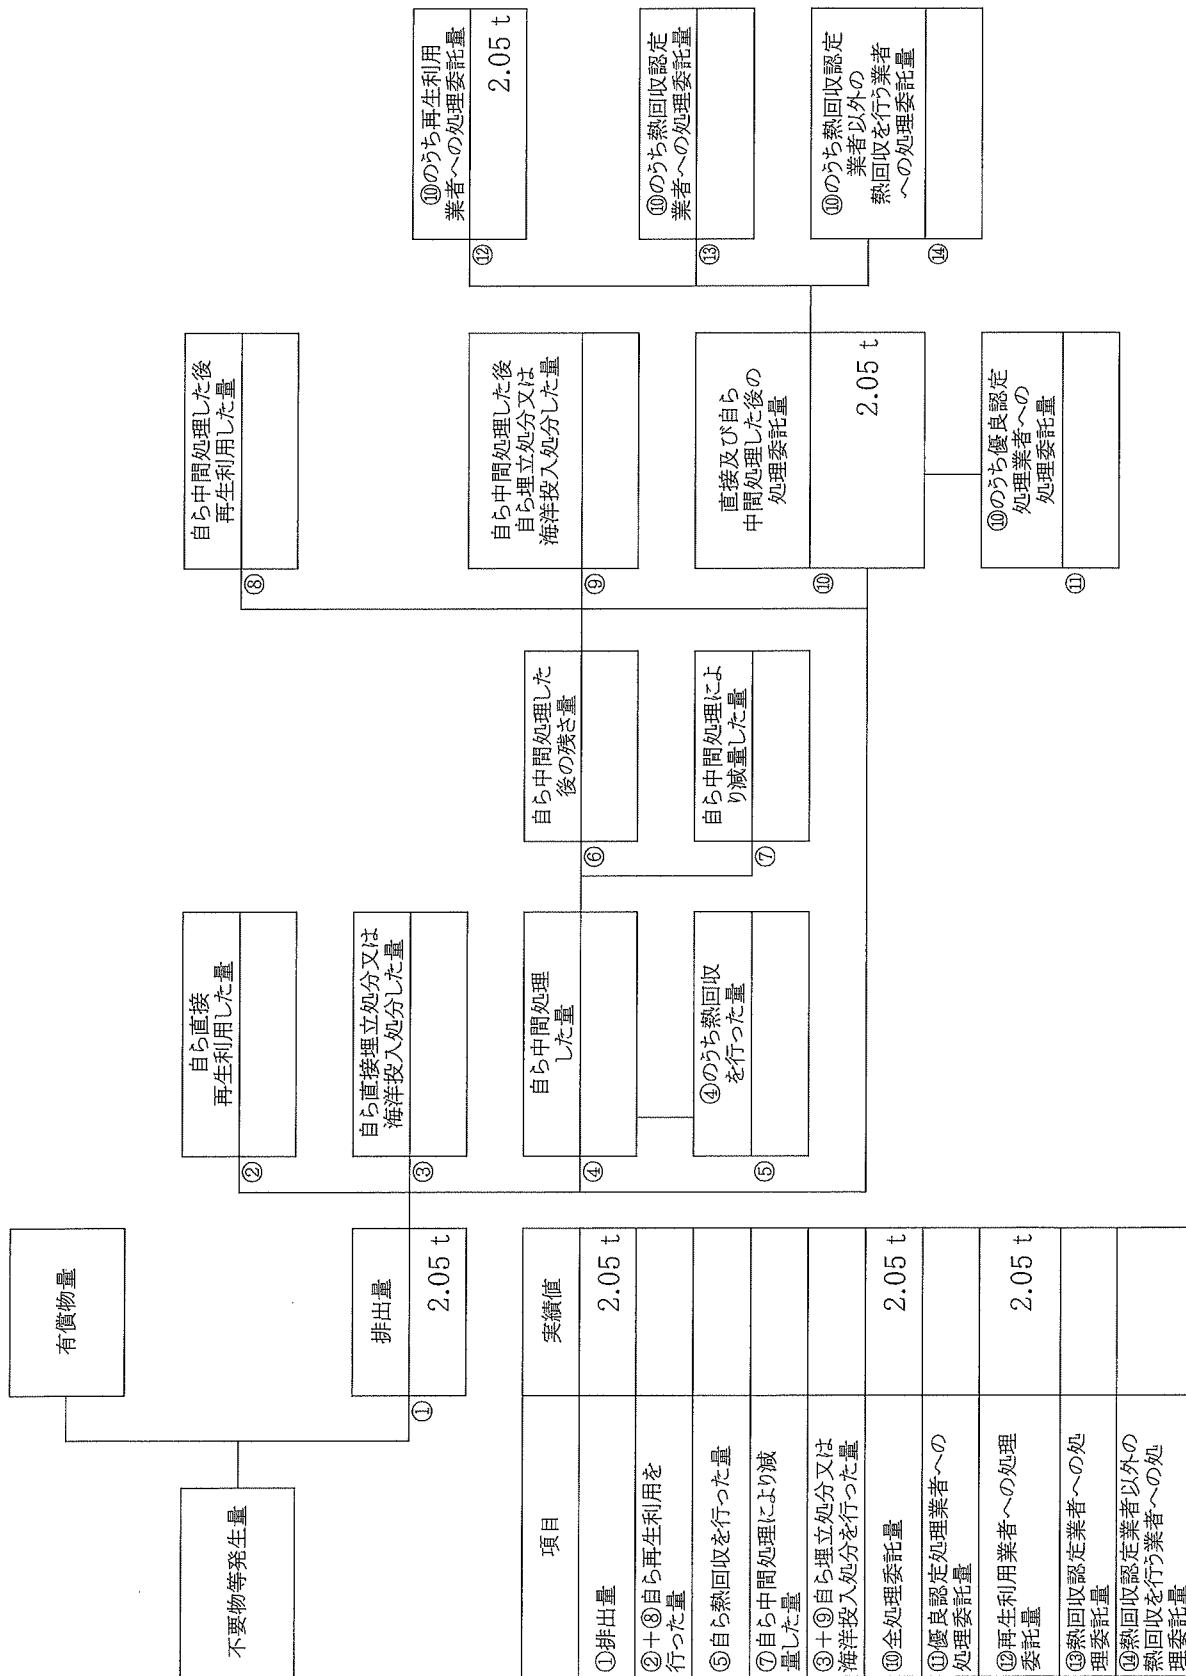 不要物等発生量
有償物量
①
排出量
2.05 t
②
自ら直接
再生利用した量
③
自ら直接埋立処分又は
海洋投入処分した量
④
自ら中間処理
した量
⑤
④のうち熱回収
を行った量
⑥
自ら中間処理した
後の残さ量
⑦
自ら中間処理によ
り減量した量
⑧
自ら中間処理した後
再生利用した量
⑨
自ら中間処理した後
自ら埋立処分又は
海洋投入処分した量
⑩
直接及び自ら
中間処理した後の
処理委託量
2.05 t
⑪
⑩のうち優良認定
処理業者への
処理委託量
⑫
⑩のうち再生利用
業者への処理委託量
2.05 t
⑬
⑩のうち熱回収認定
業者への処理委託量
⑭
⑩のうち熱回収認定
業者以外の
熱回収を行う業者
への処理委託量
項目
実績値
①排出量
2.05 t
②+⑧自ら再生利用を
行った量
⑤自ら熱回収を行った量
⑦自ら中間処理により減
量した量
③+⑨自ら埋立処分又は
海洋投入処分を行った量
⑩全処理委託量
2.05 t
⑪優良認定処理業者への
処理委託量
⑫再生利用業者への処理
委託量
2.05 t
⑬熱回収認定業者への処
理委託量
⑭熱回収認定業者以外の
熱回収を行う業者への処
理委託量